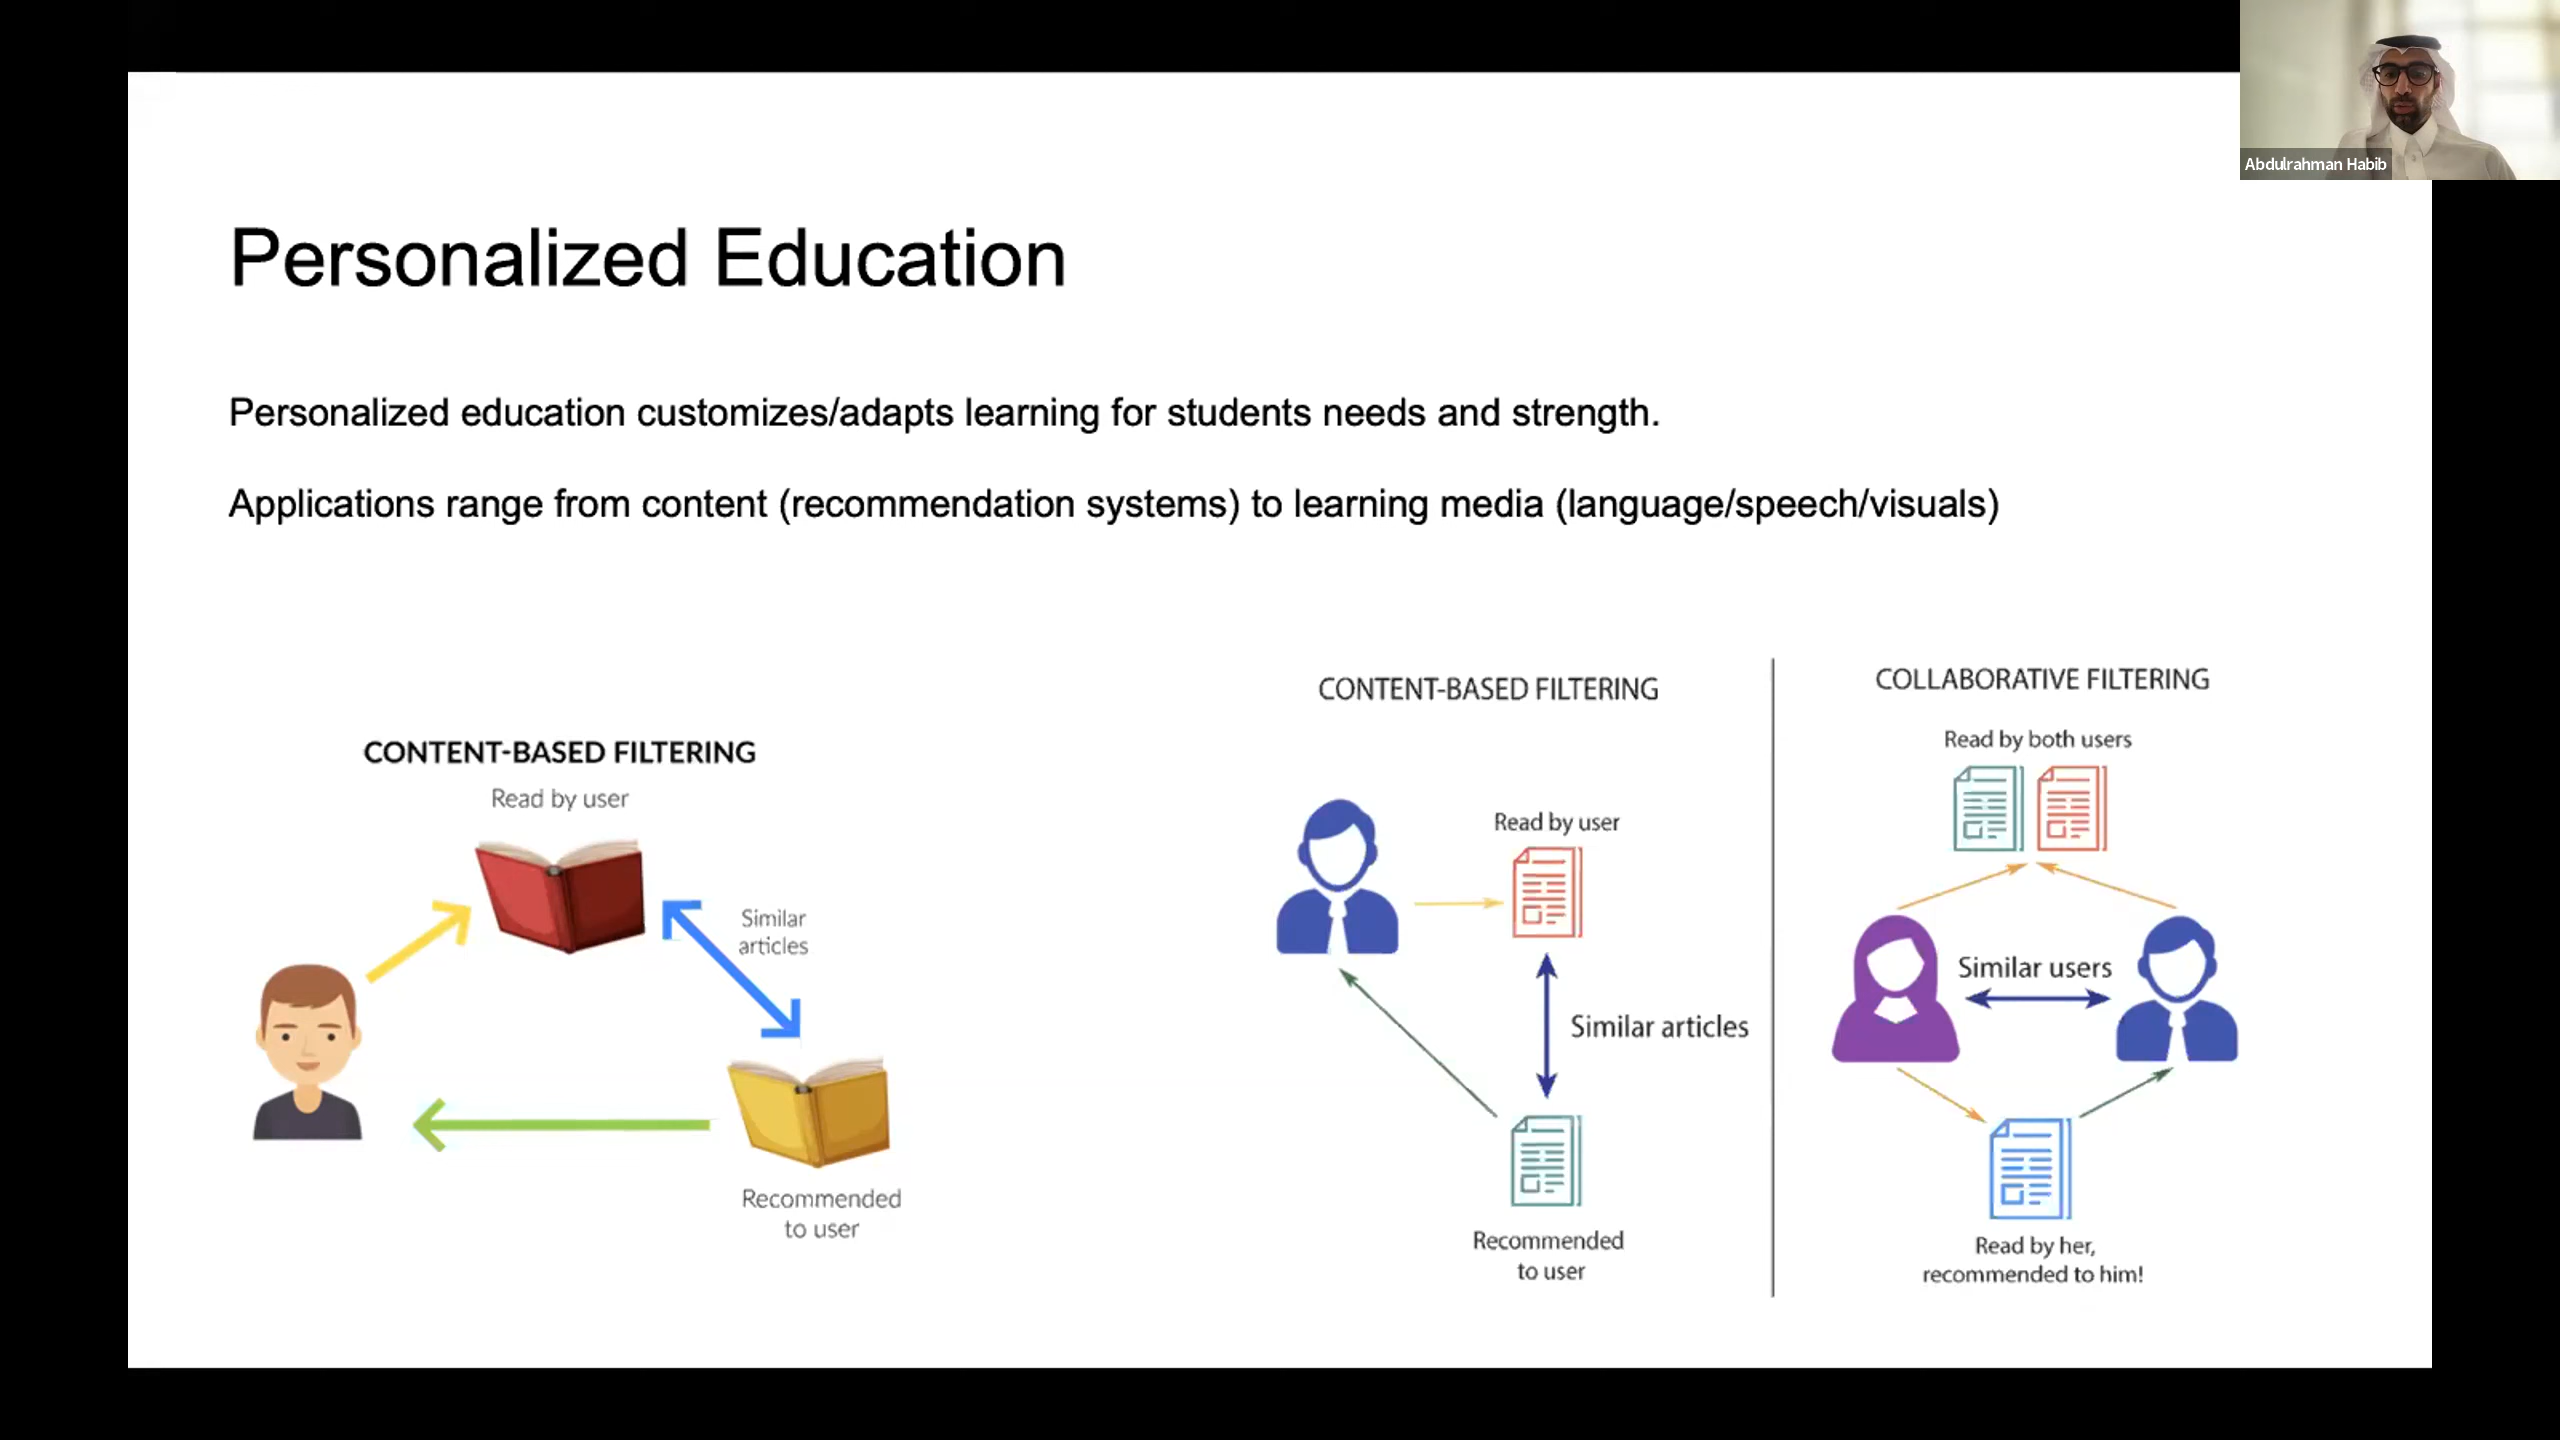 Abdulrahman Habib
Personalized Education
Personalized education customizes/adapts learning for students needs and strength.
Applications range from content (recommendation systems) to learning media (language/speech/visuals)
CONTENT-BASED FILTERING
Read by user
Similar
articles
Recommended
to user
CONTENT-BASED FILTERING
Read by user
Similar articles
Recommended
to user
COLLABORATIVE FILTERING
Read by both users
Similar users
Read by her,
recommended to him!